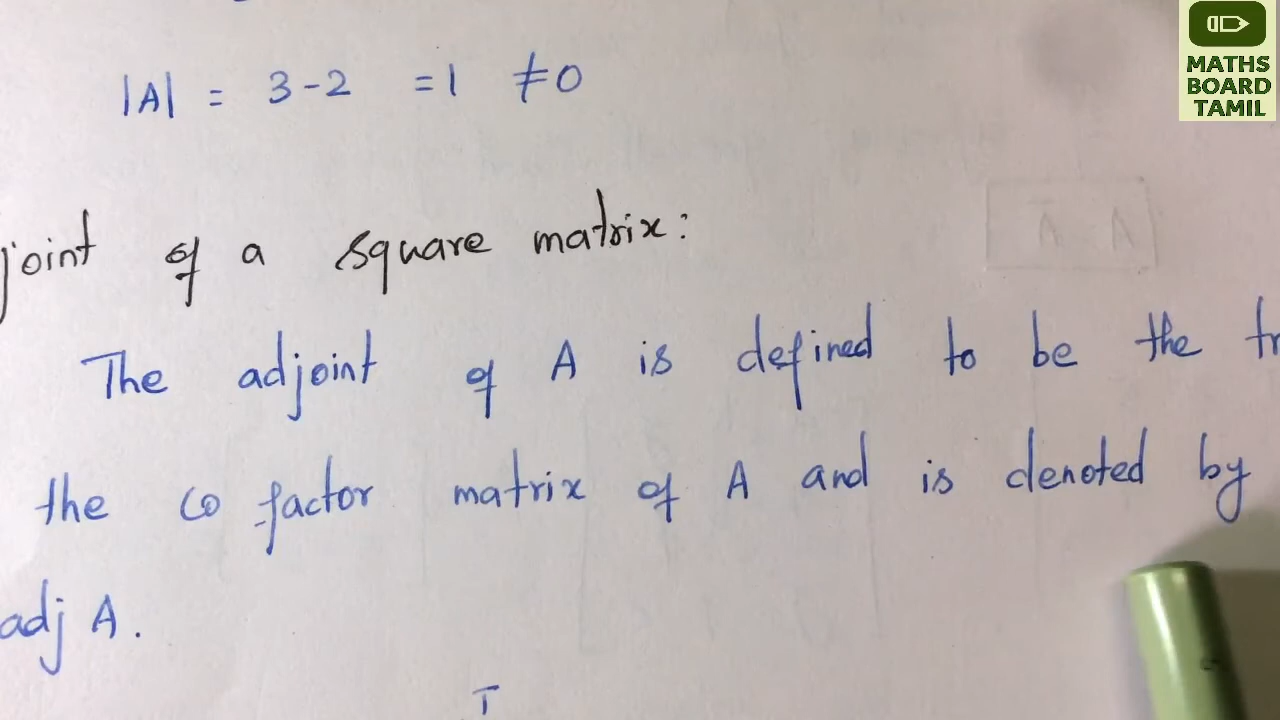 |A| = 3-2 =1 ≠0
MATHS
BOARD
TAMIL
joint of a square matrix:
The adjoint of A is defined to be the tr
the co factor matrix of A and is denoted by
adj A.
T